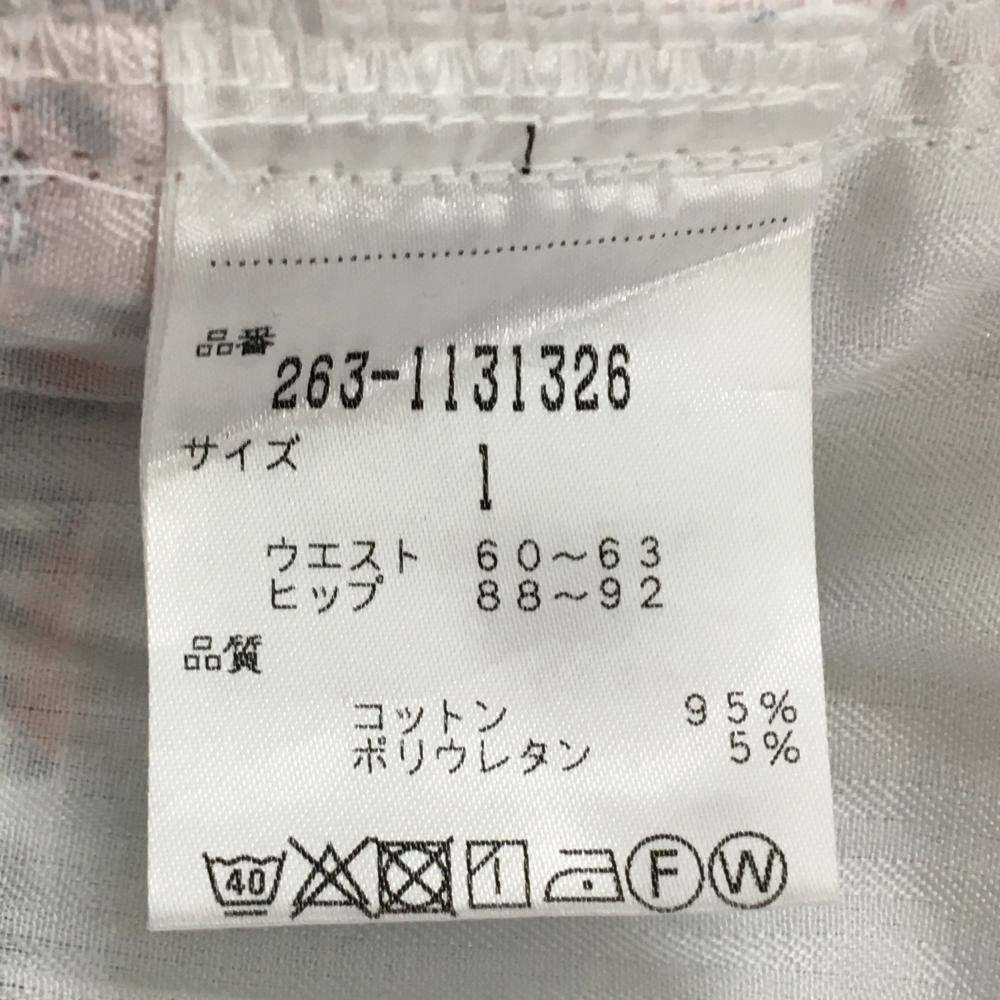 1
品番
263-1131326
サイズ
1
ウエスト 60～63
ヒップ 88～92
品質
コットン 95%
ポリウレタン 5%
40 F W